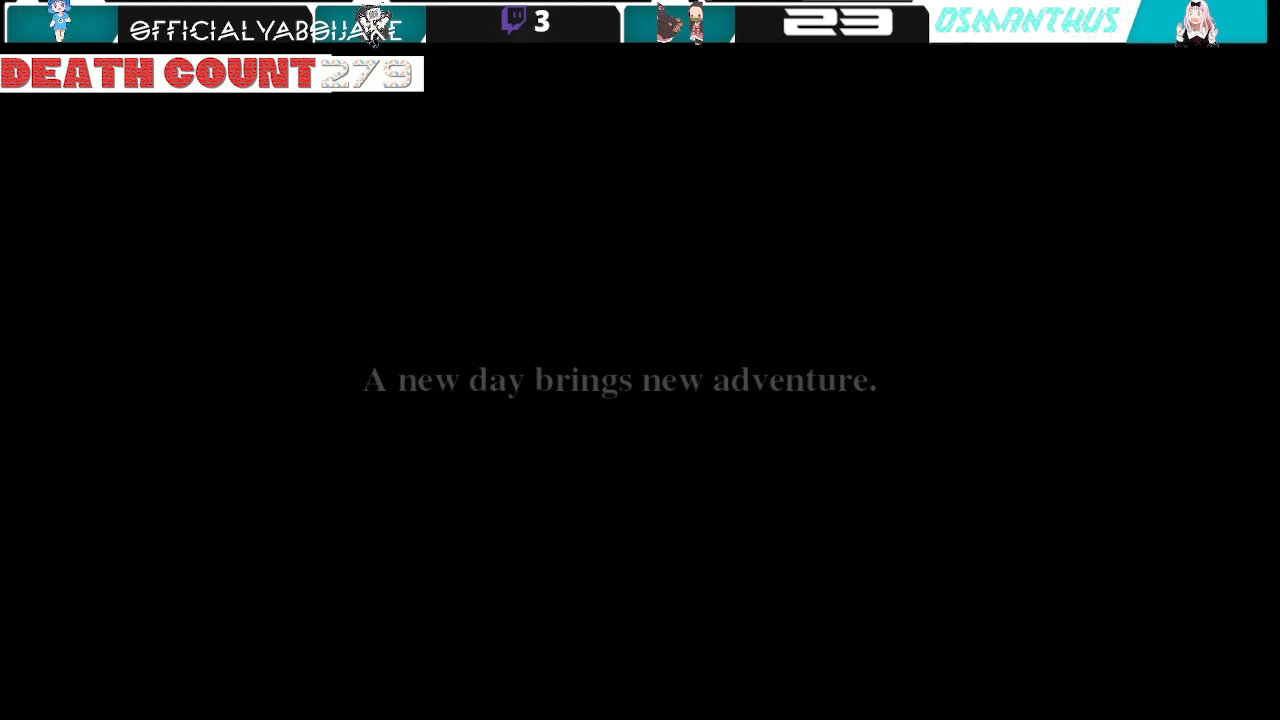 OFFICIALYABOIJAKE
3
23
OSMANTHUS
DEATH COUNT 279
A new day brings new adventure.